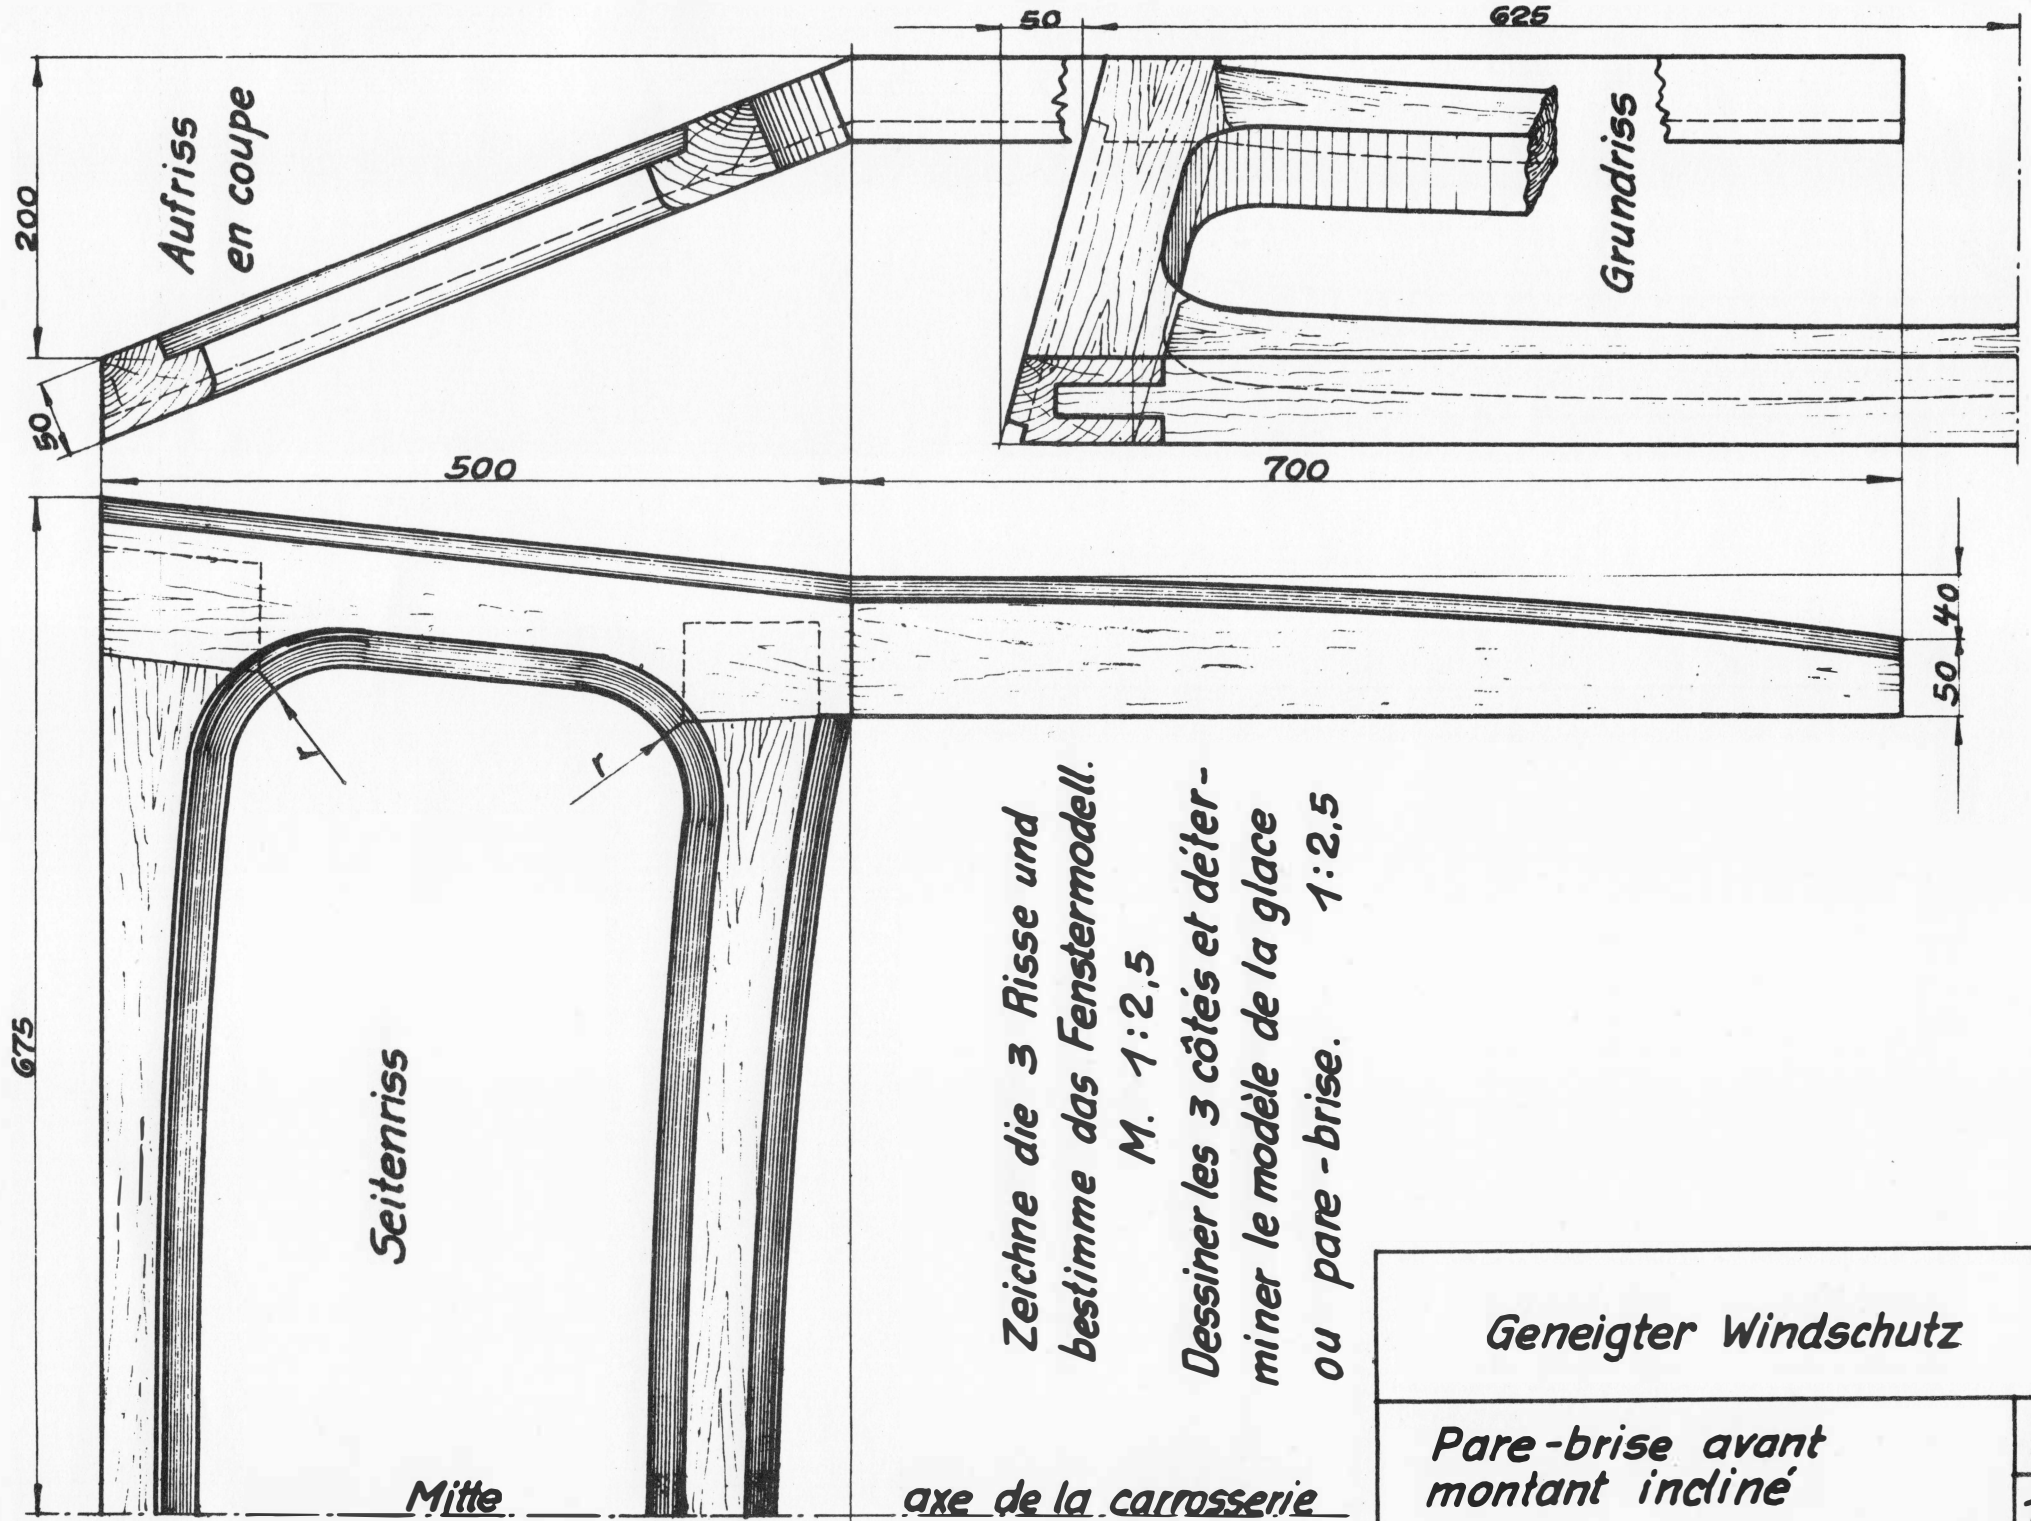 50
625
200
Aufriss
en coupe
Grundriss
50
500
700
40
50
r
r
675
Seitenriss
Zeichne die 3 Risse und
bestimme das Fenstermodell.
M. 1:2,5
Dessiner les 3 côtés et déter-
miner le modèle de la glace
ou pare-brise. 1:2,5
Geneigter Windschutz
Pare-brise avant
montant incliné
Mitte
axe de la carrosserie